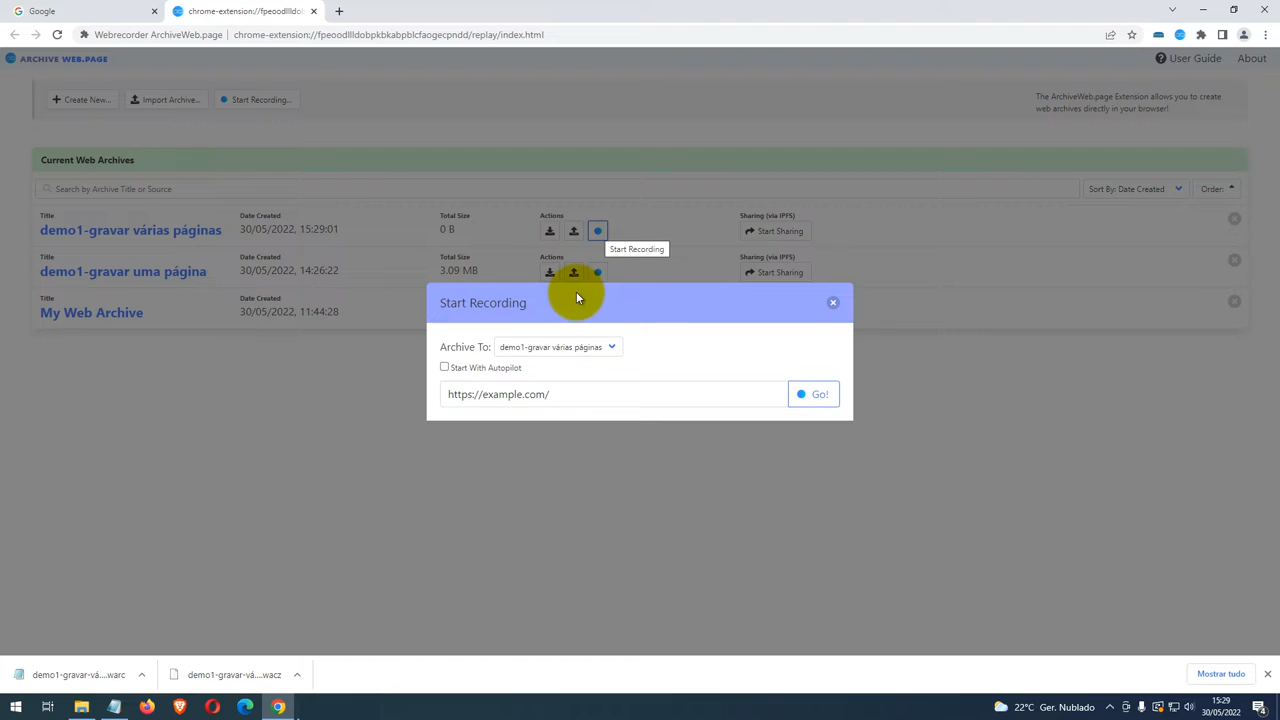 Google
chrome-extension://fpeoodllldo
Webrecorder ArchiveWeb.page | chrome-extension://fpeoodllldobpkbkabpblcfaogecpndd/replay/index.html
ARCHIVE WEB.PAGE
User Guide
About
Create New...
Import Archive...
Start Recording...
The ArchiveWeb.page Extension allows you to
create web archives directly in your browser!
Current Web Archives
Search by Archive Title or Source
Sort By: Date Created
Order:
Title
Date Created
Total Size
Actions
Sharing (via IPFS)
demo1-gravar várias páginas
30/05/2022, 15:29:01
0 B
Start Sharing
Start Recording
Title
Date Created
Total Size
Actions
Sharing (via IPFS)
demo1-gravar uma página
30/05/2022, 14:26:22
3.09 MB
Start Sharing
Title
Date Created
My Web Archive
30/05/2022, 11:44:28
Start Recording
Archive To:
demo1-gravar várias páginas
Start With Autopilot
https://example.com/
Go!
demo1-gravar-vá....warc
demo1-gravar-vá....wacz
Mostrar tudo
22°C Ger. Nublado
15:29
30/05/2022
4